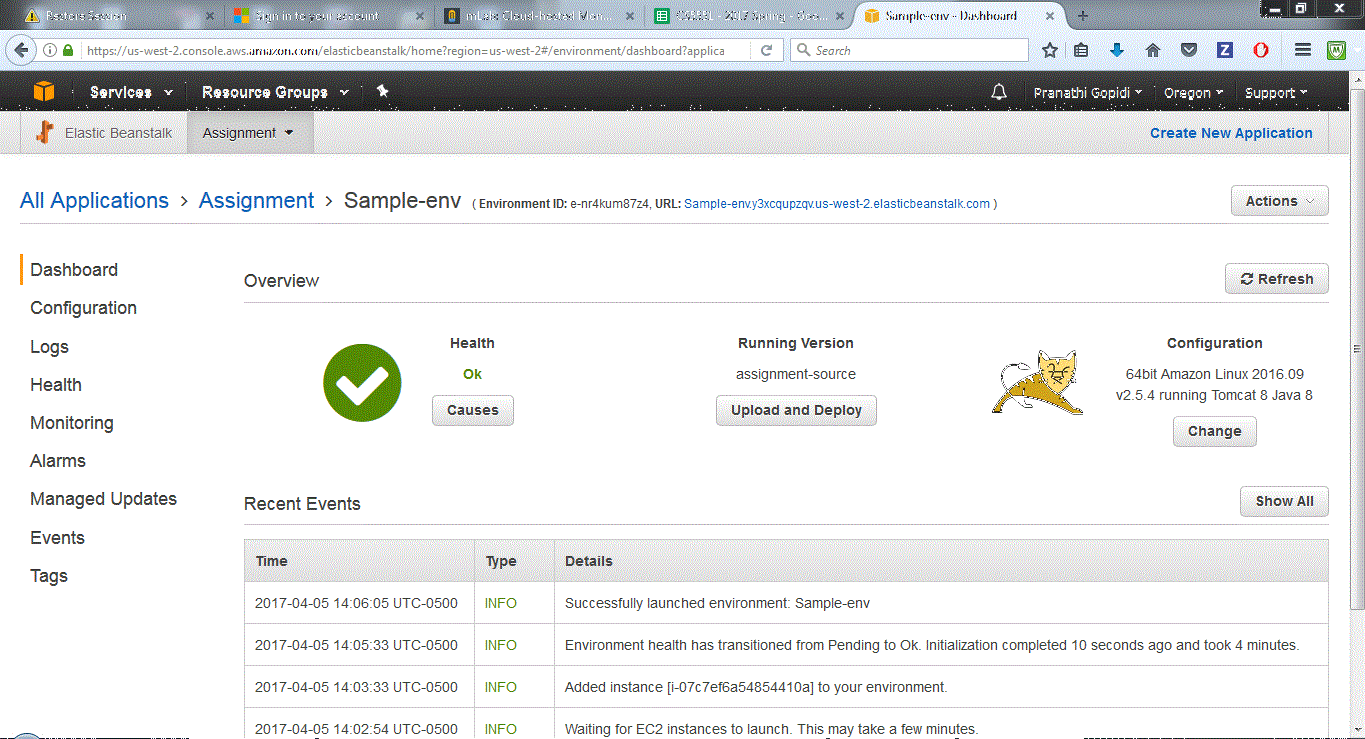 Sign in to your account
Sample-env - Dashboard
https://us-west-2.console.aws.amazon.com/elasticbeanstalk/home?region=us-west-2#/environment/dashboard?applica
Search
Services
Resource Groups
Pranathi Gopidi
Oregon
Support
Elastic Beanstalk
Assignment
Create New Application
All Applications > Assignment > Sample-env ( Environment ID: e-nr4kum87z4, URL: Sample-env.y3xcqupzqv.us-west-2.elasticbeanstalk.com )
Actions
Dashboard
Configuration
Logs
Health
Monitoring
Alarms
Managed Updates
Events
Tags
Overview
Refresh
Health
Ok
Causes
Running Version
assignment-source
Upload and Deploy
Configuration
64bit Amazon Linux 2016.09
v2.5.4 running Tomcat 8 Java 8
Change
Recent Events
Show All
Time Type Details
2017-04-05 14:06:05 UTC-0500 INFO Successfully launched environment: Sample-env
2017-04-05 14:05:33 UTC-0500 INFO Environment health has transitioned from Pending to Ok. Initialization completed 10 seconds ago and took 4 minutes.
2017-04-05 14:03:33 UTC-0500 INFO Added instance [i-07c7ef6a54854410a] to your environment.
2017-04-05 14:02:54 UTC-0500 INFO Waiting for EC2 instances to launch. This may take a few minutes.